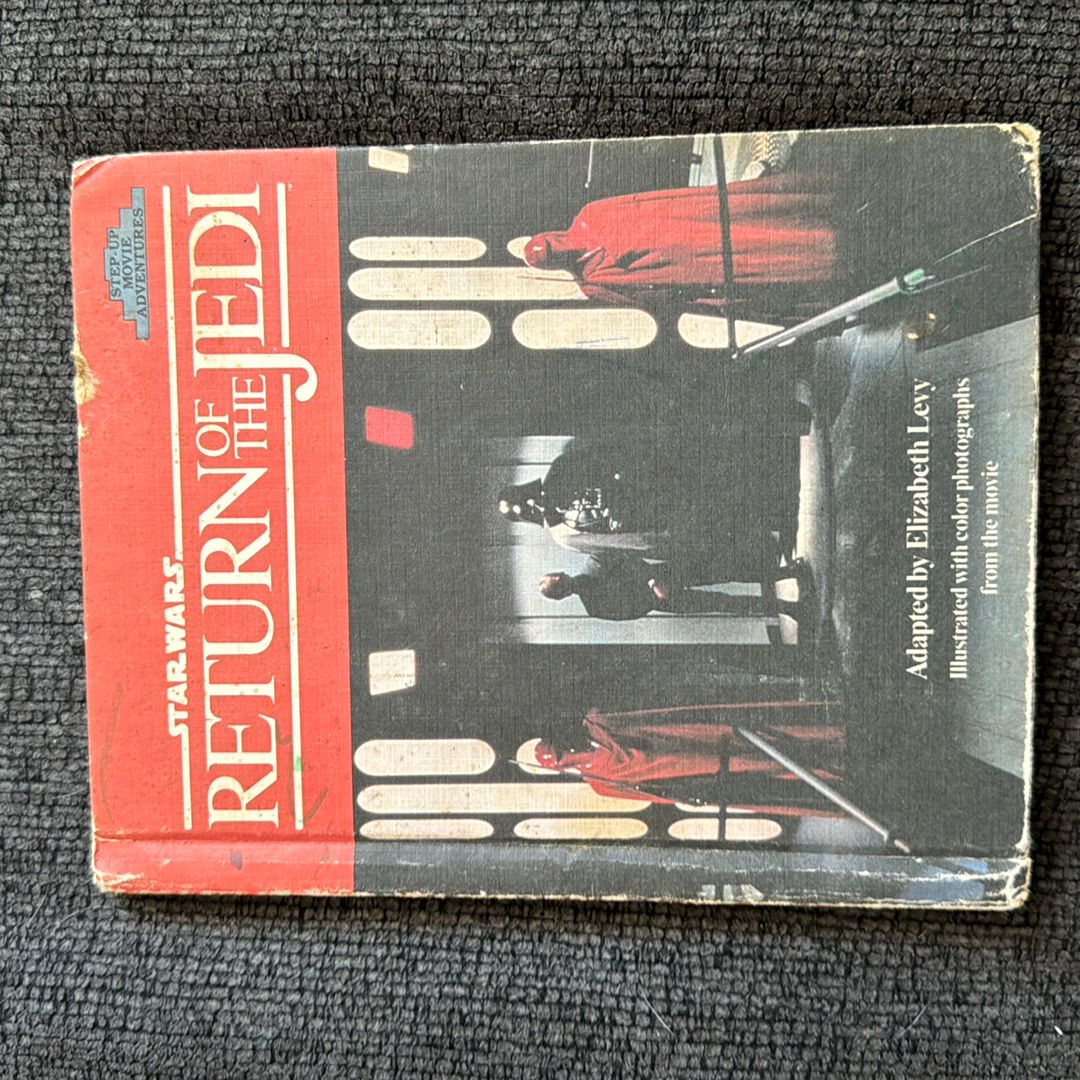 STEP-UP
MOVIE
ADVENTURES
STAR WARS
RETURN OF THE JEDI
Adapted by Elizabeth Levy
Illustrated with color photographs
from the movie